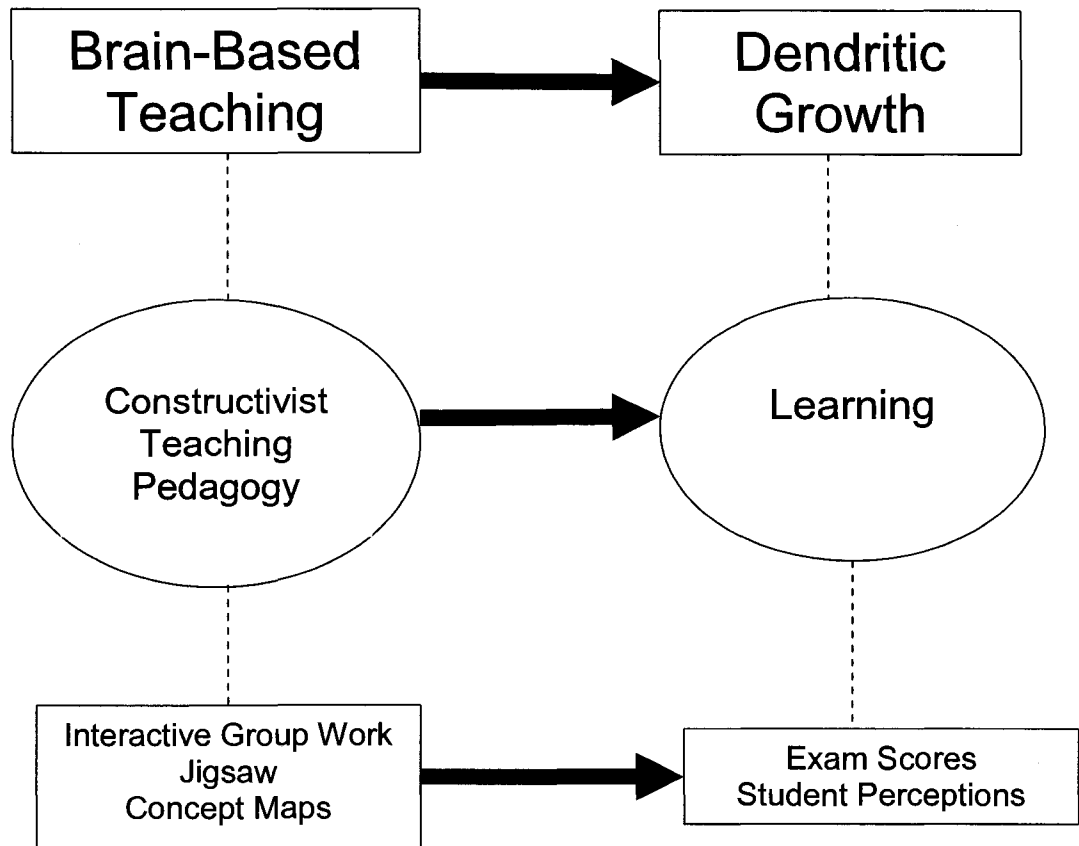 Brain-Based
Teaching
Dendritic
Growth
Constructivist
Teaching
Pedagogy
Learning
Interactive Group Work
Jigsaw
Concept Maps
Exam Scores
Student Perceptions